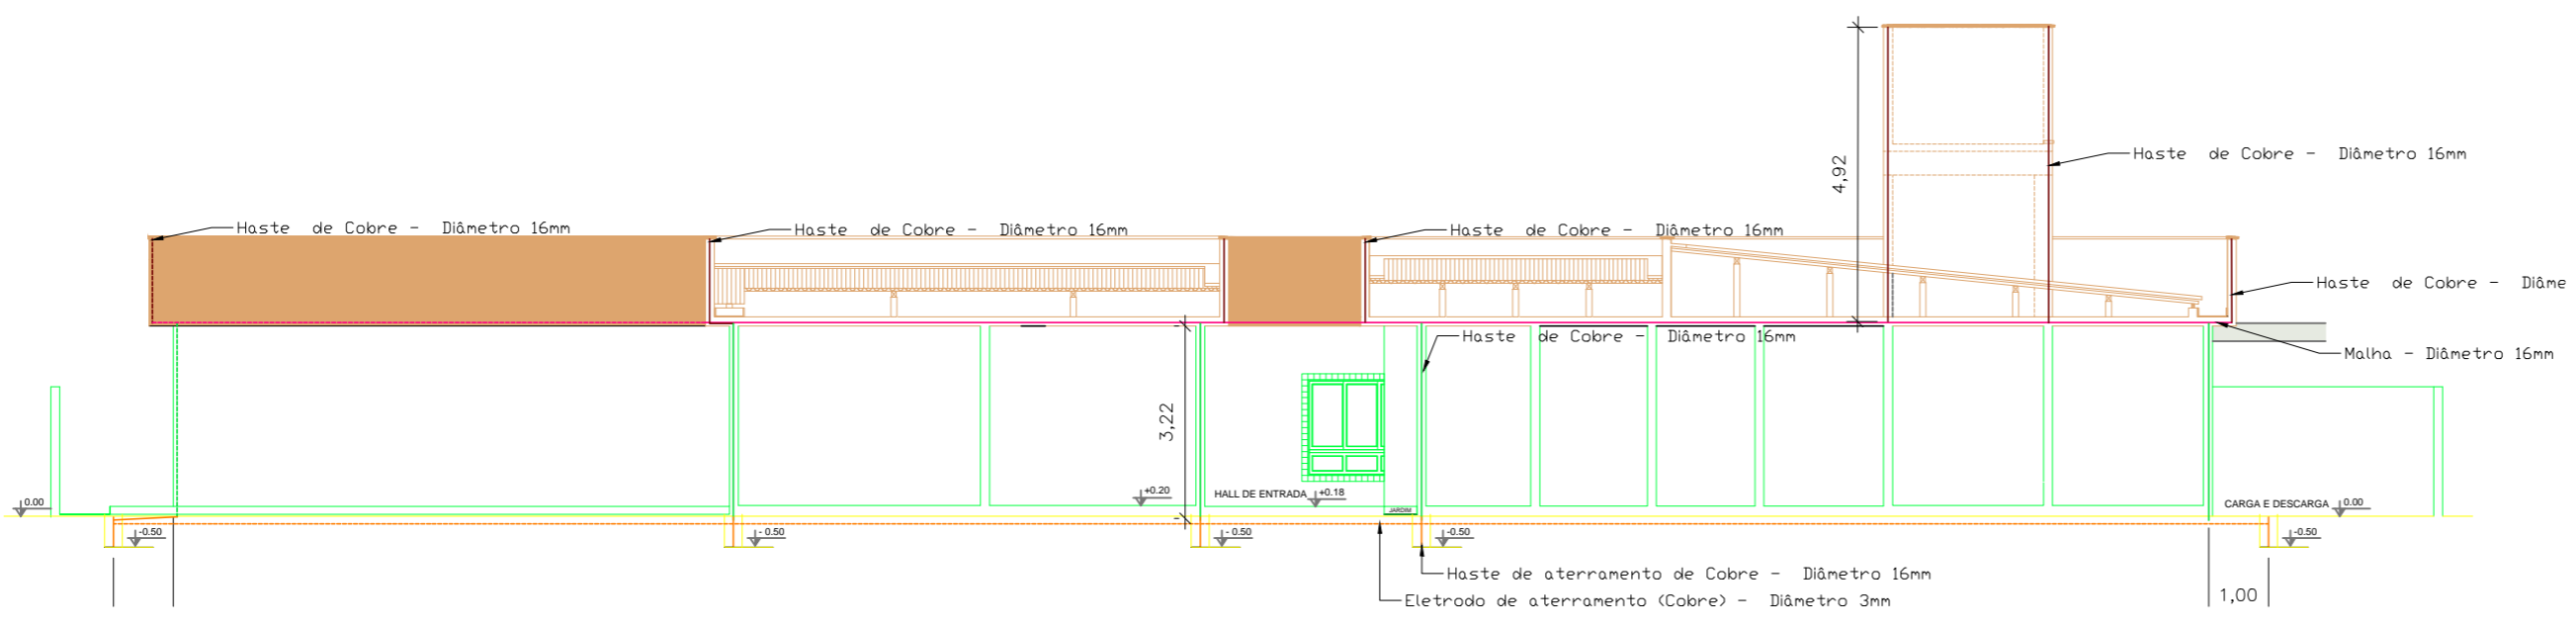 4,92
Haste de Cobre - Diâmetro 16mm
Haste de Cobre - Diâmetro 16mm
Haste de Cobre - Diâmetro 16mm
Haste de Cobre - Diâmetro 16mm
Haste de Cobre - Diâme
Haste de Cobre - Diâmetro 16mm
Malha - Diâmetro 16mm
3,22
0.00
+0.20
HALL DE ENTRADA +0.18
JARDIM
CARGA E DESCARGA 0.00
-0.50
-0.50
-0.50
-0.50
-0.50
Haste de aterramento de Cobre - Diâmetro 16mm
Eletrodo de aterramento (Cobre) - Diâmetro 3mm
1,00